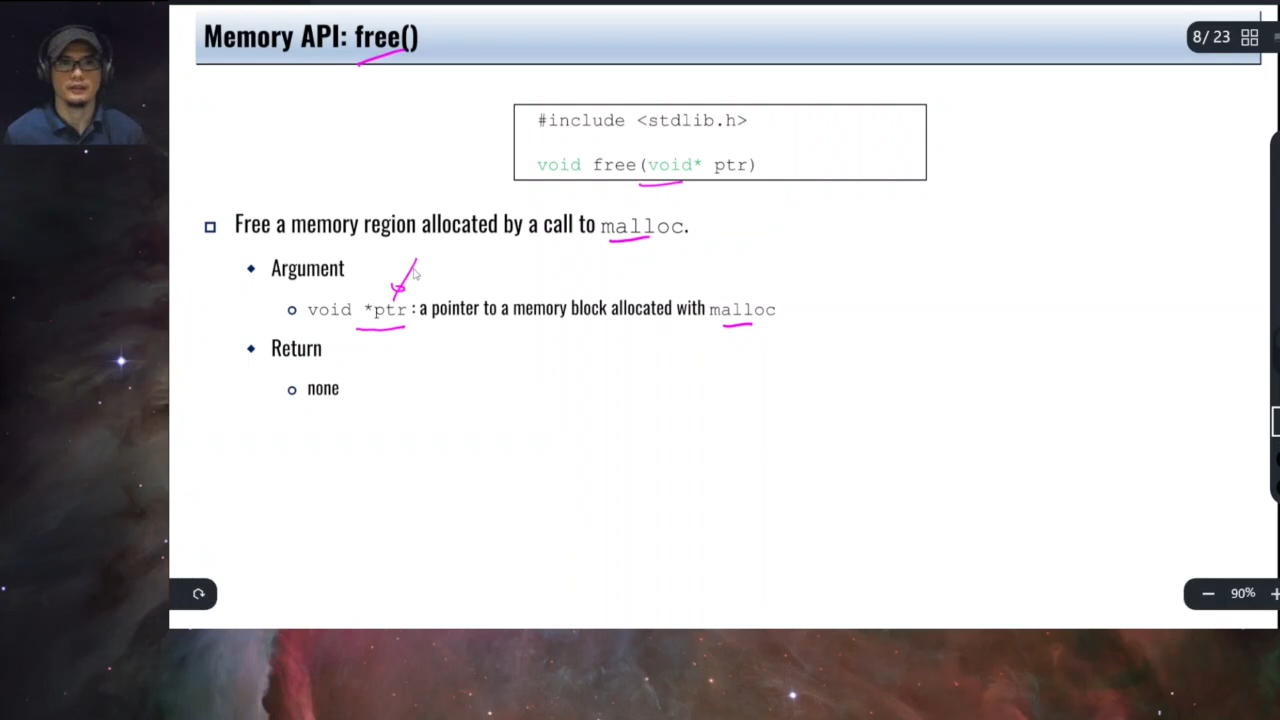 Memory API: free()
8/ 23
#include <stdlib.h>
void free(void* ptr)
Free a memory region allocated by a call to malloc.
Argument
void *ptr : a pointer to a memory block allocated with malloc
Return
none
90%